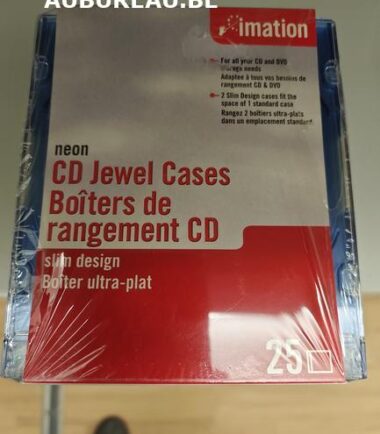 AUBUREAU.BE
imation
For all your CD and DVD
storage needs
Adaptée à tous vos besoins de
rangement CD & DVD
2 Slim Design cases fit the
space of 1 standard case
Rangez 2 boîtiers ultra-plats
dans un emplacement standard
neon
CD Jewel Cases
Boîters de
rangement CD
slim design
Boîtier ultra-plat
25